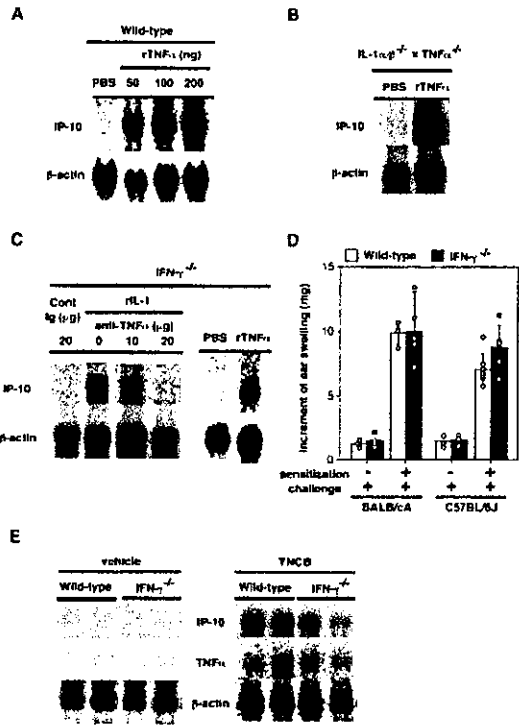 A
Wild-type
rTNFα (ng)
PBS 50 100 200
IP-10
β-actin
B
IL-1α/β-/- × TNFα-/-
PBS rTNFα
IP-10
β-actin
C
IFN-γ-/-
Cont Ig (μg)
rIL-1
anti-TNFα (μg)
20 0 10 20
PBS rTNFα
IP-10
β-actin
D
Wild-type IFN-γ-/-
Increment of ear swelling (mg)
15
10
5
0
sensitization - + - +
challenge + + + +
BALB/cA C57BL/6J
E
vehicle
TNCB
Wild-type IFN-γ-/-
Wild-type IFN-γ-/-
IP-10
TNFα
β-actin